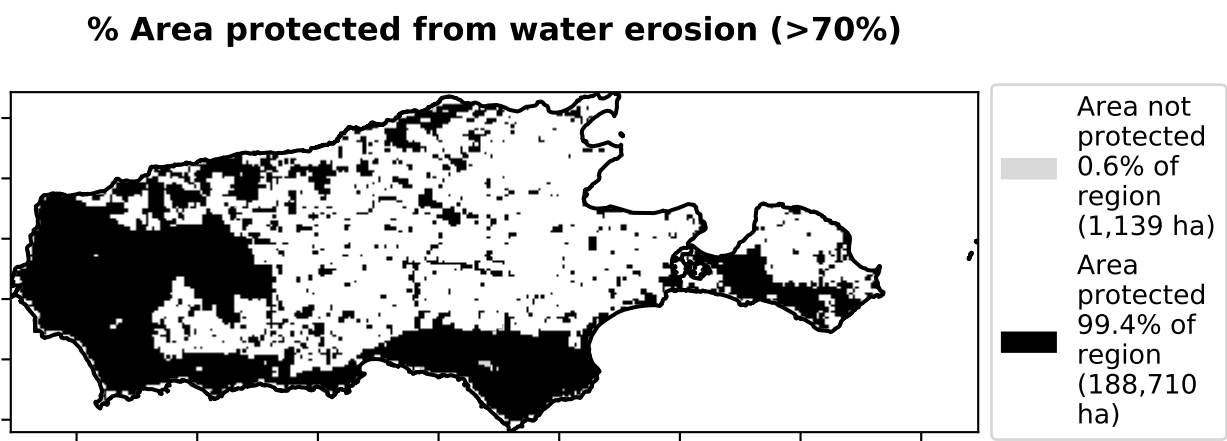 % Area protected from water erosion (>70%)
Area not
protected
0.6% of
region
(1,139 ha)
Area
protected
99.4% of
region
(188,710
ha)